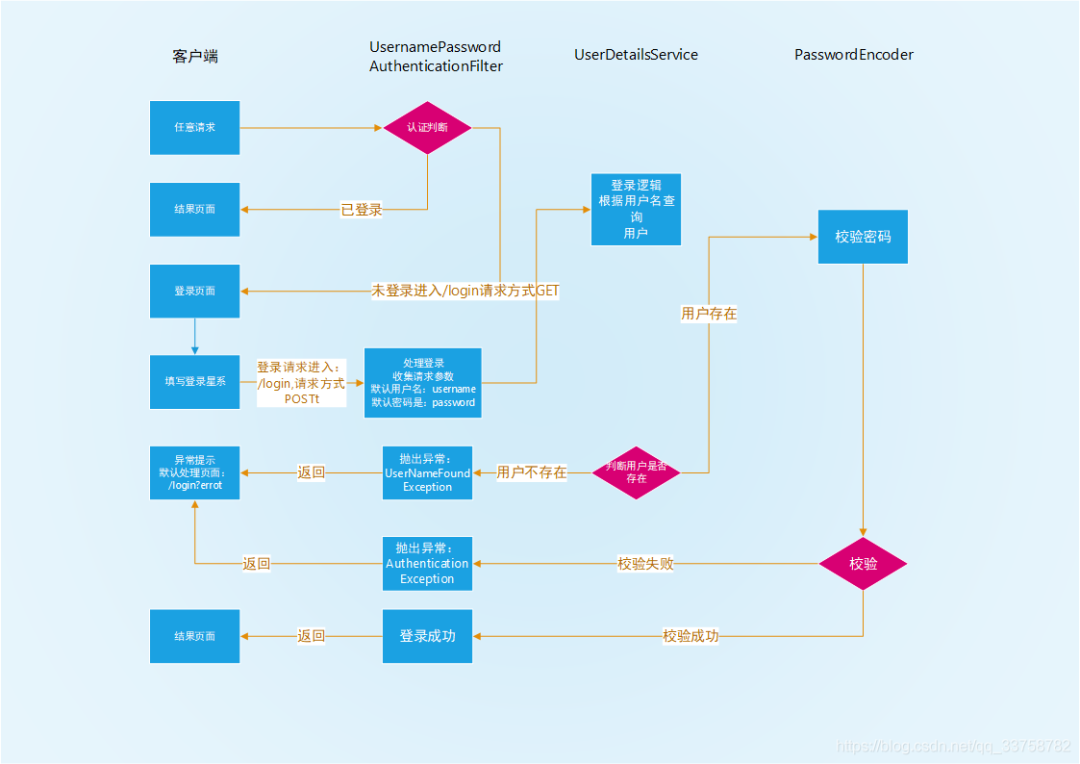 客户端
UsernamePassword
AuthenticationFilter
UserDetailsService
PasswordEncoder
任意请求
认证判断
结果页面
已登录
登录逻辑
根据用户名查
询
用户
校验密码
登录页面
未登录进入/login请求方式GET
用户存在
填写登录星系
登录请求进入：
/login,请求方式
POSTt
处理登录
收集请求参数
默认用户名：username
默认密码是：password
异常提示
默认处理页面：
/login?errot
返回
抛出异常：
UserNameFound
Exception
用户不存在
判断用户是否
存在
返回
抛出异常：
Authentication
Exception
校验失败
校验
结果页面
返回
登录成功
校验成功
https://blog.csdn.net/qq_33758782